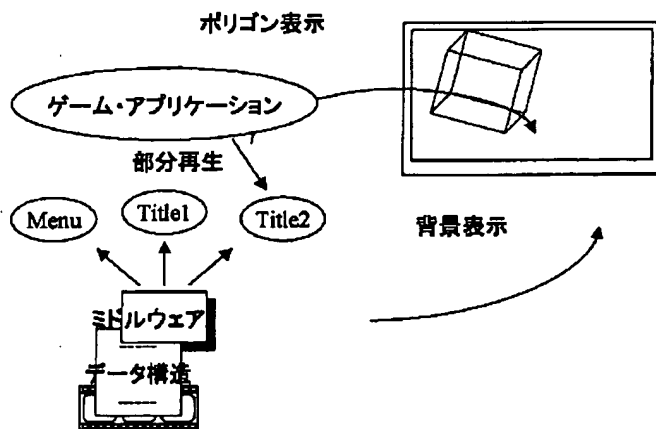 ポリゴン表示
ゲーム・アプリケーション
部分再生
Menu
Title1
Title2
背景表示
ミドルウェア
データ構造